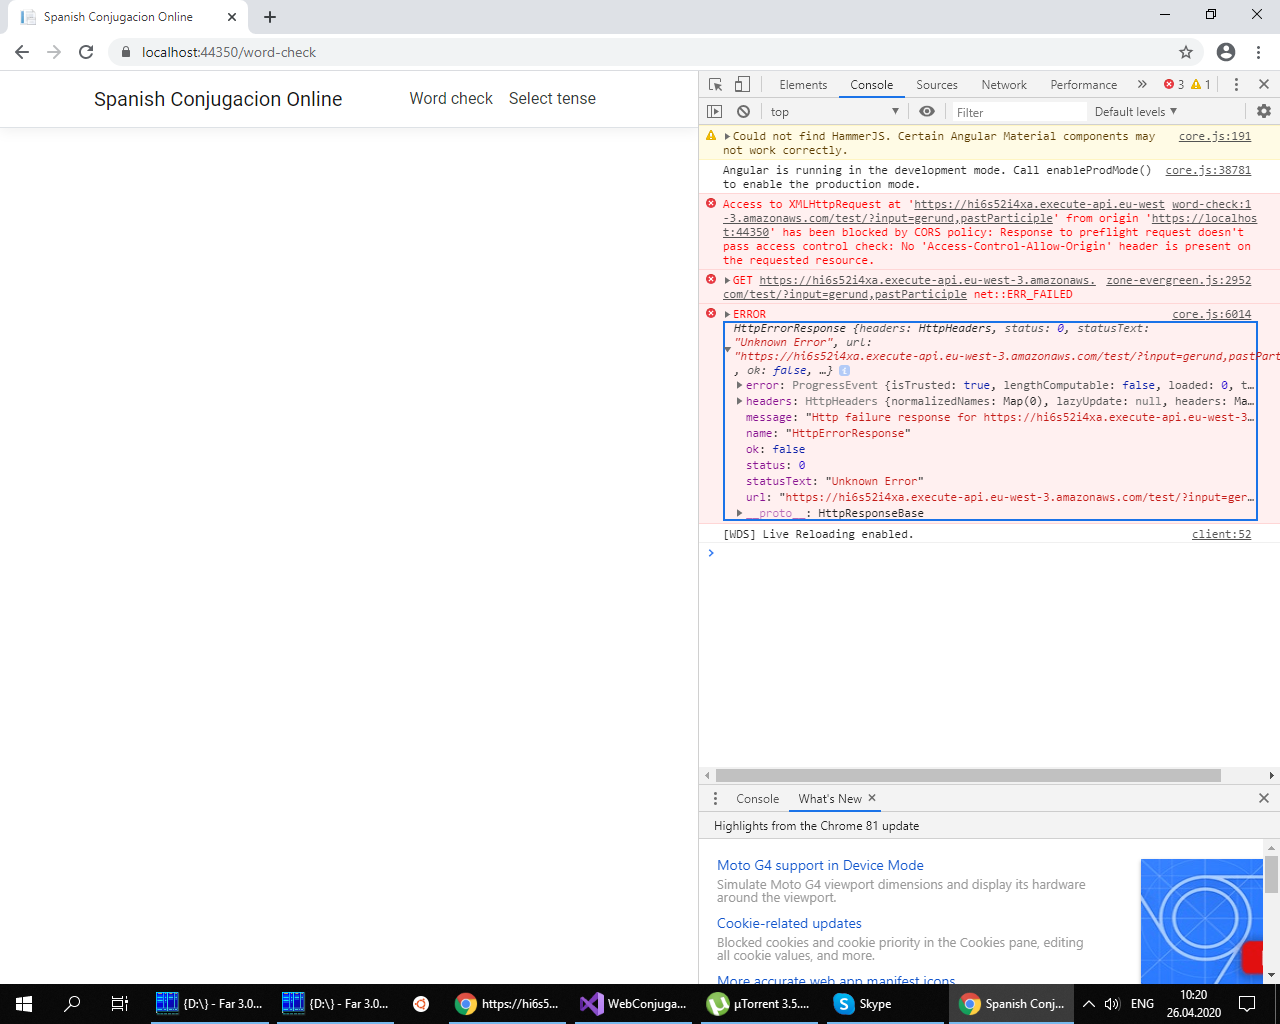 Spanish Conjugacion Online
localhost:44350/word-check
Spanish Conjugacion Online Word check Select tense
Elements Console Sources Network Performance » 3 1
top Filter Default levels ▼
Could not find HammerJS. Certain Angular Material components may core.js:191
not work correctly.
Angular is running in the development mode. Call enableProdMode() core.js:38781
to enable the production mode.
Access to XMLHttpRequest at 'https://hi6s52i4xa.execute-api.eu-west word-check:1
-3.amazonaws.com/test/?input=gerund,pastParticiple' from origin 'https://localhos
t:44350' has been blocked by CORS policy: Response to preflight request doesn't
pass access control check: No 'Access-Control-Allow-Origin' header is present on
the requested resource.
GET https://hi6s52i4xa.execute-api.eu-west-3.amazonaws. zone-evergreen.js:2952
com/test/?input=gerund,pastParticiple net::ERR_FAILED
ERROR core.js:6014
HttpErrorResponse {headers: HttpHeaders, status: 0, statusText:
"Unknown Error", url:
"https://hi6s52i4xa.execute-api.eu-west-3.amazonaws.com/test/?input=gerund,pastPart
, ok: false, …}
error: ProgressEvent {isTrusted: true, lengthComputable: false, loaded: 0, t…
headers: HttpHeaders {normalizedNames: Map(0), lazyUpdate: null, headers: Ma…
message: "Http failure response for https://hi6s52i4xa.execute-api.eu-west-3…
name: "HttpErrorResponse"
ok: false
status: 0
statusText: "Unknown Error"
url: "https://hi6s52i4xa.execute-api.eu-west-3.amazonaws.com/test/?input=ger…
__proto__: HttpResponseBase
[WDS] Live Reloading enabled. client:52
Console What's New
Highlights from the Chrome 81 update
Moto G4 support in Device Mode
Simulate Moto G4 viewport dimensions and display its hardware
around the viewport.
Cookie-related updates
Blocked cookies and cookie priority in the Cookies pane, editing
all cookie values, and more.
More accurate web app manifest icons
{D:\} - Far 3.0... {D:\} - Far 3.0... https://hi6s5... WebConjuga... µTorrent 3.5.... Skype Spanish Conj... ENG 10:20
26.04.2020